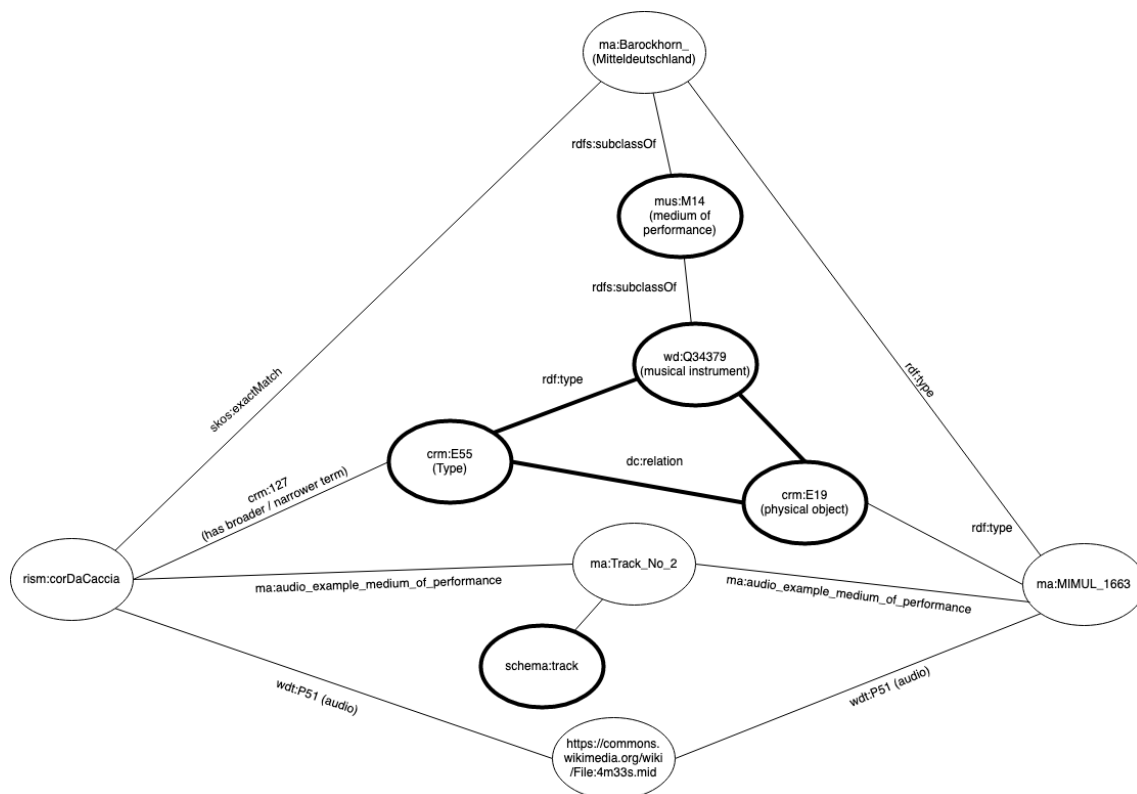 ma:Barockhorn_
(Mitteldeutschland)
rdfs:subclassOf
mus:M14
(medium of
performance)
rdfs:subclassOf
wd:Q34379
(musical instrument)
rdf:type
rdf:type
skos:exactMatch
crm:E55
(Type)
dc:relation
crm:E19
(physical object)
crm:127
(has broader / narrower term)
rdf:type
rism:corDaCaccia
ma:Track_No_2
ma:MIMUL_1663
ma:audio_example_medium_of_performance
ma:audio_example_medium_of_performance
schema:track
wdt:P51 (audio)
wdt:P51 (audio)
https://commons.
wikimedia.org/wiki
/File:4m33s.mid